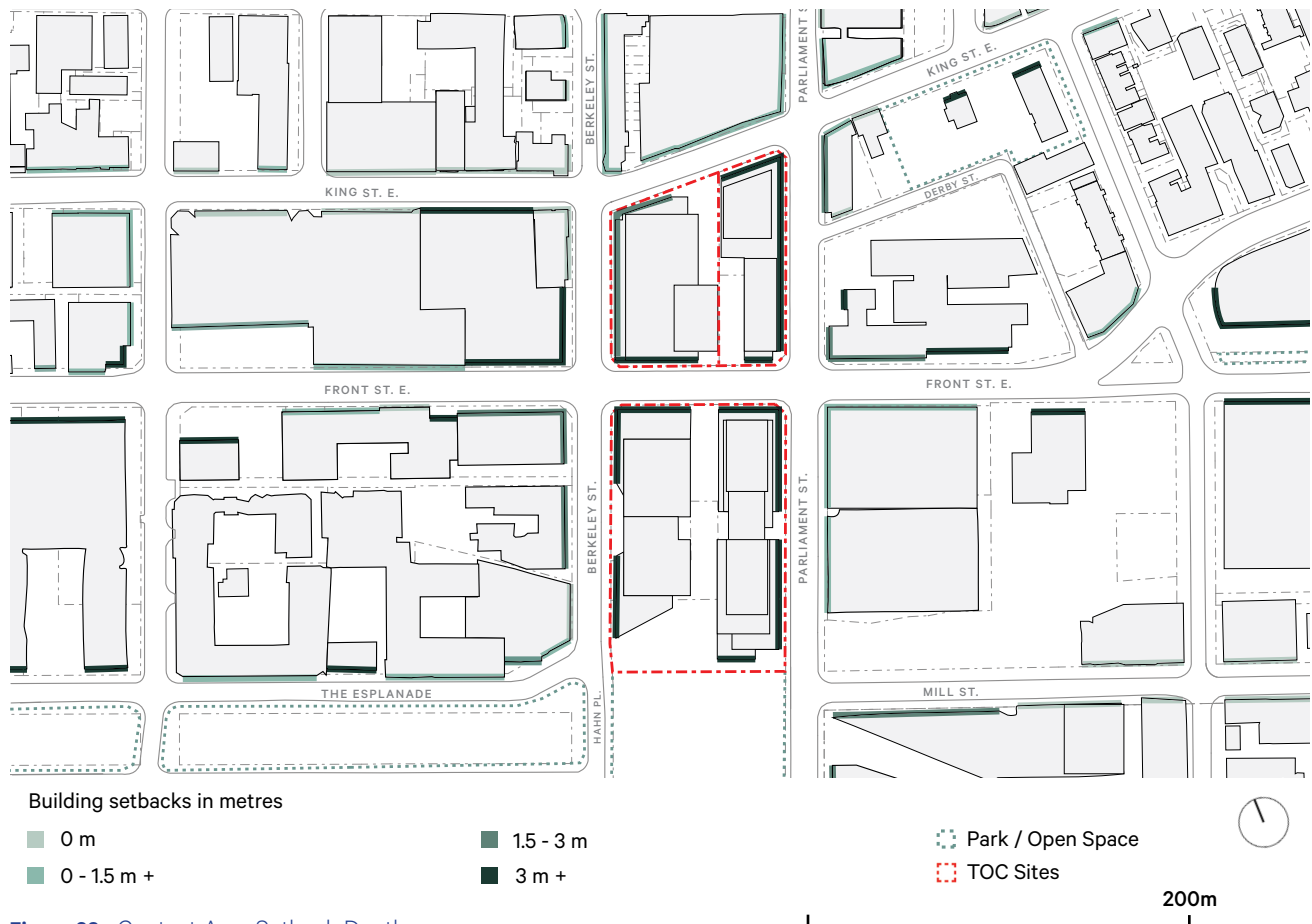 PARLIAMENT S
KING ST. E.
BERKELEY ST.
KING ST. E.
DERBY ST.
FRONT ST. E.
FRONT ST. E.
BERKELEY ST.
PARLIAMENT ST.
THE ESPLANADE
HAHN PL.
MILL ST.
Building setbacks in metres
0 m
0 - 1.5 m +
1.5 - 3 m
3 m +
Park / Open Space
TOC Sites
200m